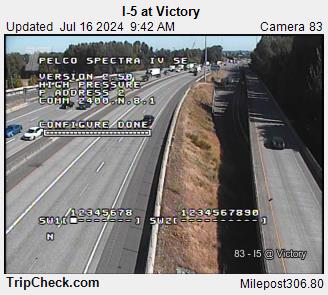 I-5 at Victory
Updated Jul 16 2024 9:42 AM Camera 83
PELCO SPECTRA IV SE
VERSION 2.50
HIGH PRESSURE
P ADDRESS 2
COMM 2400,N,8,1
CONFIGURE DONE
12345678 1234567890
SW1[ ] SW2[ ]
N
83 - I5 @ Victory
TripCheck.com Milepost306.80